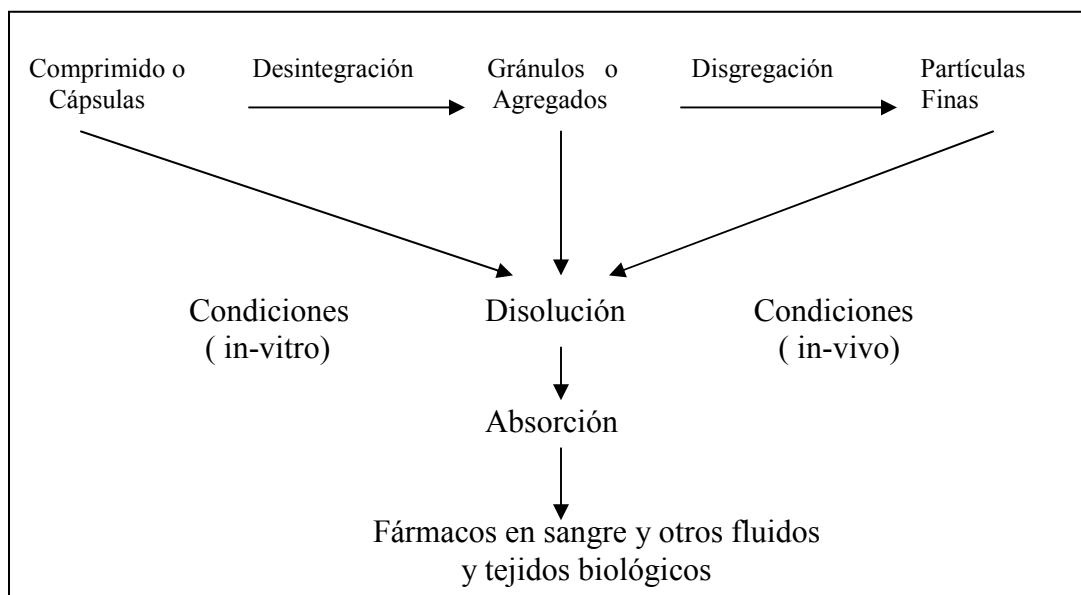 Comprimido o Desintegración Gránulos o Disgregación Partículas
Cápsulas Agregados Finas
Condiciones Disolución Condiciones
( in-vitro) ( in-vivo)
Absorción
Fármacos en sangre y otros fluidos
y tejidos biológicos